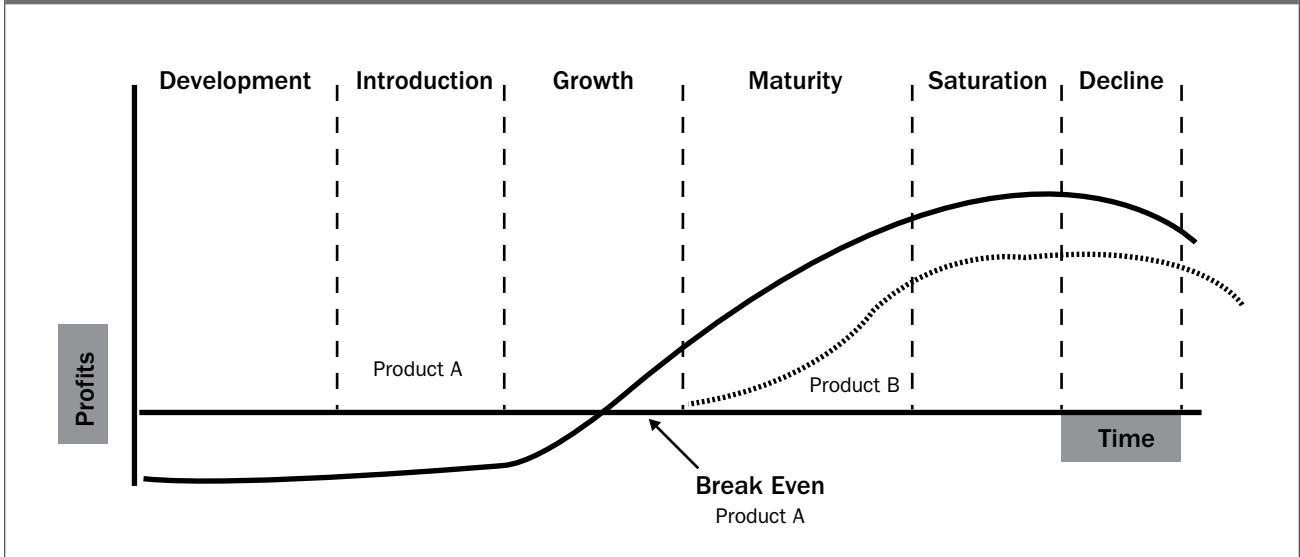 Development
Introduction
Growth
Maturity
Saturation
Decline
Profits
Product A
Product B
Time
Break Even
Product A